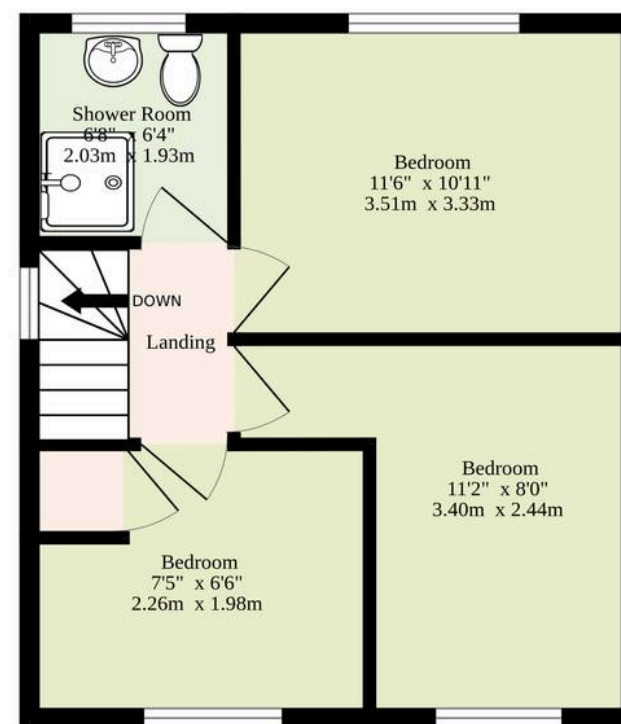 Shower Room
6'8" x 6'4"
2.03m x 1.93m
Bedroom
11'6" x 10'11"
3.51m x 3.33m
DOWN
Landing
Bedroom
11'2" x 8'0"
3.40m x 2.44m
Bedroom
7'5" x 6'6"
2.26m x 1.98m